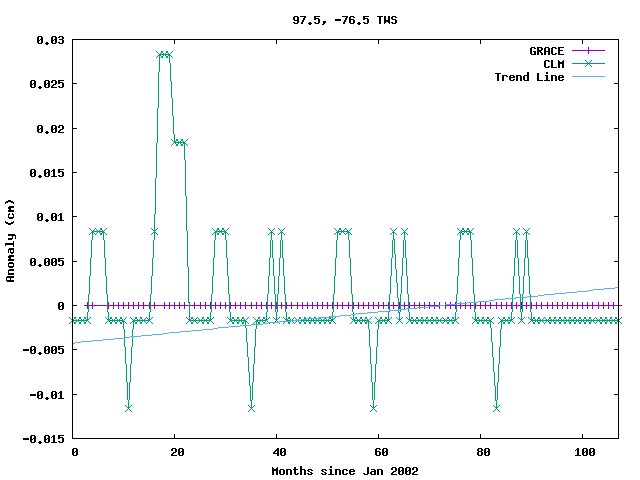 97.5, -76.5 TWS
GRACE
CLM
Trend Line
0.03
0.025
0.02
0.015
0.01
0.005
0
-0.005
-0.01
-0.015
Anomaly (cm)
0 20 40 60 80 100
Months since Jan 2002